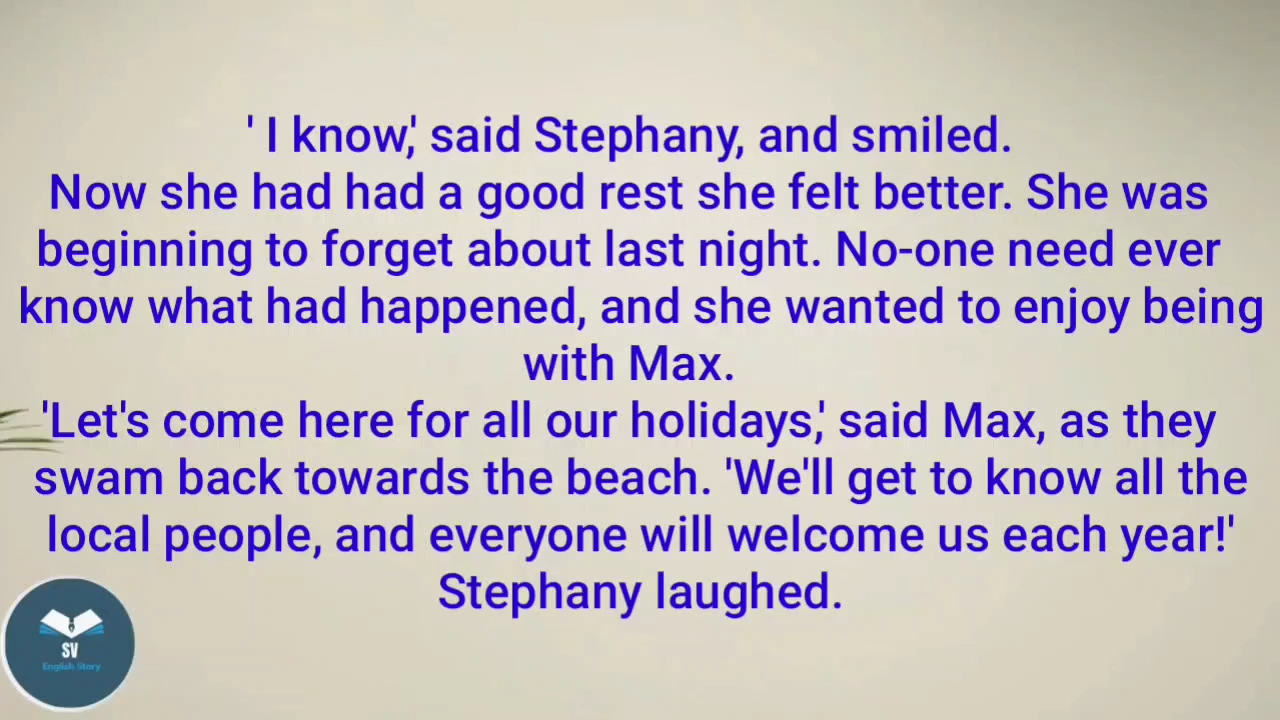 ' I know,' said Stephany, and smiled.
Now she had had a good rest she felt better. She was
beginning to forget about last night. No-one need ever
know what had happened, and she wanted to enjoy being
with Max.
'Let's come here for all our holidays,' said Max, as they
swam back towards the beach. 'We'll get to know all the
local people, and everyone will welcome us each year!'
Stephany laughed.
SV
English Story